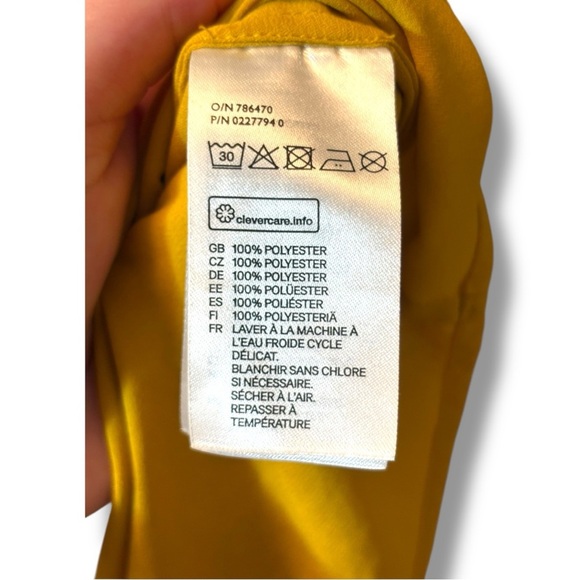 O/N 786470
P/N 0227794 0
30
clevercare.info
GB 100% POLYESTER
CZ 100% POLYESTER
DE 100% POLYESTER
EE 100% POLÜESTER
ES 100% POLIÉSTER
FI 100% POLYESTERIÄ
FR LAVER À LA MACHINE À
L'EAU FROIDE CYCLE
DÉLICAT.
BLANCHIR SANS CHLORE
SI NÉCESSAIRE.
SÉCHER À L'AIR.
REPASSER À
TEMPÉRATURE